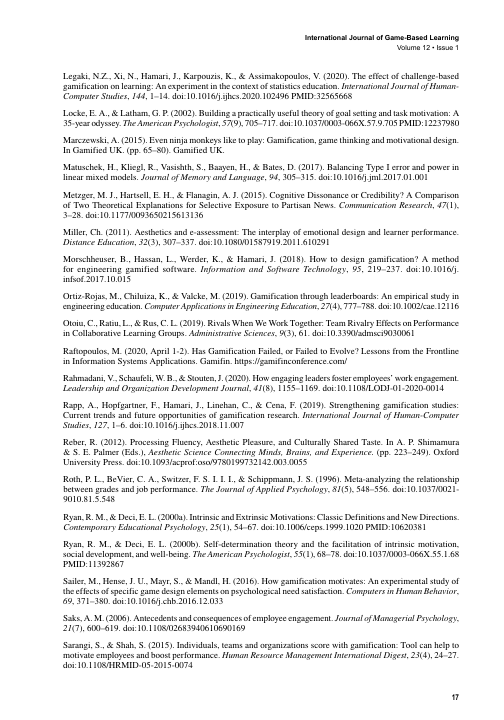 International Journal of Game-Based Learning
Volume 12 • Issue 1
Legaki, N.Z., Xi, N., Hamari, J., Karpouzis, K., & Assimakopoulos, V. (2020). The effect of challenge-based
gamification on learning: An experiment in the context of statistics education. International Journal of Human-
Computer Studies, 144, 1–14. doi:10.1016/j.ijhcs.2020.102496 PMID:32565668
Locke, E. A., & Latham, G. P. (2002). Building a practically useful theory of goal setting and task motivation: A
35-year odyssey. The American Psychologist, 57(9), 705–717. doi:10.1037/0003-066X.57.9.705 PMID:12237980
Marczewski, A. (2015). Even ninja monkeys like to play: Gamification, game thinking and motivational design.
In Gamified UK. (pp. 65–80). Gamified UK.
Matuschek, H., Kliegl, R., Vasishth, S., Baayen, H., & Bates, D. (2017). Balancing Type I error and power in
linear mixed models. Journal of Memory and Language, 94, 305–315. doi:10.1016/j.jml.2017.01.001
Metzger, M. J., Hartsell, E. H., & Flanagin, A. J. (2015). Cognitive Dissonance or Credibility? A Comparison
of Two Theoretical Explanations for Selective Exposure to Partisan News. Communication Research, 47(1),
3–28. doi:10.1177/0093650215613136
Miller, Ch. (2011). Aesthetics and e-assessment: The interplay of emotional design and learner performance.
Distance Education, 32(3), 307–337. doi:10.1080/01587919.2011.610291
Morschheuser, B., Hassan, L., Werder, K., & Hamari, J. (2018). How to design gamification? A method
for engineering gamified software. Information and Software Technology, 95, 219–237. doi:10.1016/j.
infsof.2017.10.015
Ortiz-Rojas, M., Chiluiza, K., & Valcke, M. (2019). Gamification through leaderboards: An empirical study in
engineering education. Computer Applications in Engineering Education, 27(4), 777–788. doi:10.1002/cae.12116
Otoiu, C., Ratiu, L., & Rus, C. L. (2019). Rivals When We Work Together: Team Rivalry Effects on Performance
in Collaborative Learning Groups. Administrative Sciences, 9(3), 61. doi:10.3390/admsci9030061
Raftopoulos, M. (2020, April 1-2). Has Gamification Failed, or Failed to Evolve? Lessons from the Frontline
in Information Systems Applications. Gamifin. https://gamifinconference.com/
Rahmadani, V., Schaufeli, W. B., & Stouten, J. (2020). How engaging leaders foster employees' work engagement.
Leadership and Organization Development Journal, 41(8), 1155–1169. doi:10.1108/LODJ-01-2020-0014
Rapp, A., Hopfgartner, F., Hamari, J., Linehan, C., & Cena, F. (2019). Strengthening gamification studies:
Current trends and future opportunities of gamification research. International Journal of Human-Computer
Studies, 127, 1–6. doi:10.1016/j.ijhcs.2018.11.007
Reber, R. (2012). Processing Fluency, Aesthetic Pleasure, and Culturally Shared Taste. In A. P. Shimamura
& S. E. Palmer (Eds.), Aesthetic Science Connecting Minds, Brains, and Experience. (pp. 223–249). Oxford
University Press. doi:10.1093/acprof:oso/9780199732142.003.0055
Roth, P. L., BeVier, C. A., Switzer, F. S. I. I. I., & Schippmann, J. S. (1996). Meta-analyzing the relationship
between grades and job performance. The Journal of Applied Psychology, 81(5), 548–556. doi:10.1037/0021-
9010.81.5.548
Ryan, R. M., & Deci, E. L. (2000a). Intrinsic and Extrinsic Motivations: Classic Definitions and New Directions.
Contemporary Educational Psychology, 25(1), 54–67. doi:10.1006/ceps.1999.1020 PMID:10620381
Ryan, R. M., & Deci, E. L. (2000b). Self-determination theory and the facilitation of intrinsic motivation,
social development, and well-being. The American Psychologist, 55(1), 68–78. doi:10.1037/0003-066X.55.1.68
PMID:11392867
Sailer, M., Hense, J. U., Mayr, S., & Mandl, H. (2016). How gamification motivates: An experimental study of
the effects of specific game design elements on psychological need satisfaction. Computers in Human Behavior,
69, 371–380. doi:10.1016/j.chb.2016.12.033
Saks, A. M. (2006). Antecedents and consequences of employee engagement. Journal of Managerial Psychology,
21(7), 600–619. doi:10.1108/02683940610690169
Sarangi, S., & Shah, S. (2015). Individuals, teams and organizations score with gamification: Tool can help to
motivate employees and boost performance. Human Resource Management International Digest, 23(4), 24–27.
doi:10.1108/HRMID-05-2015-0074
17